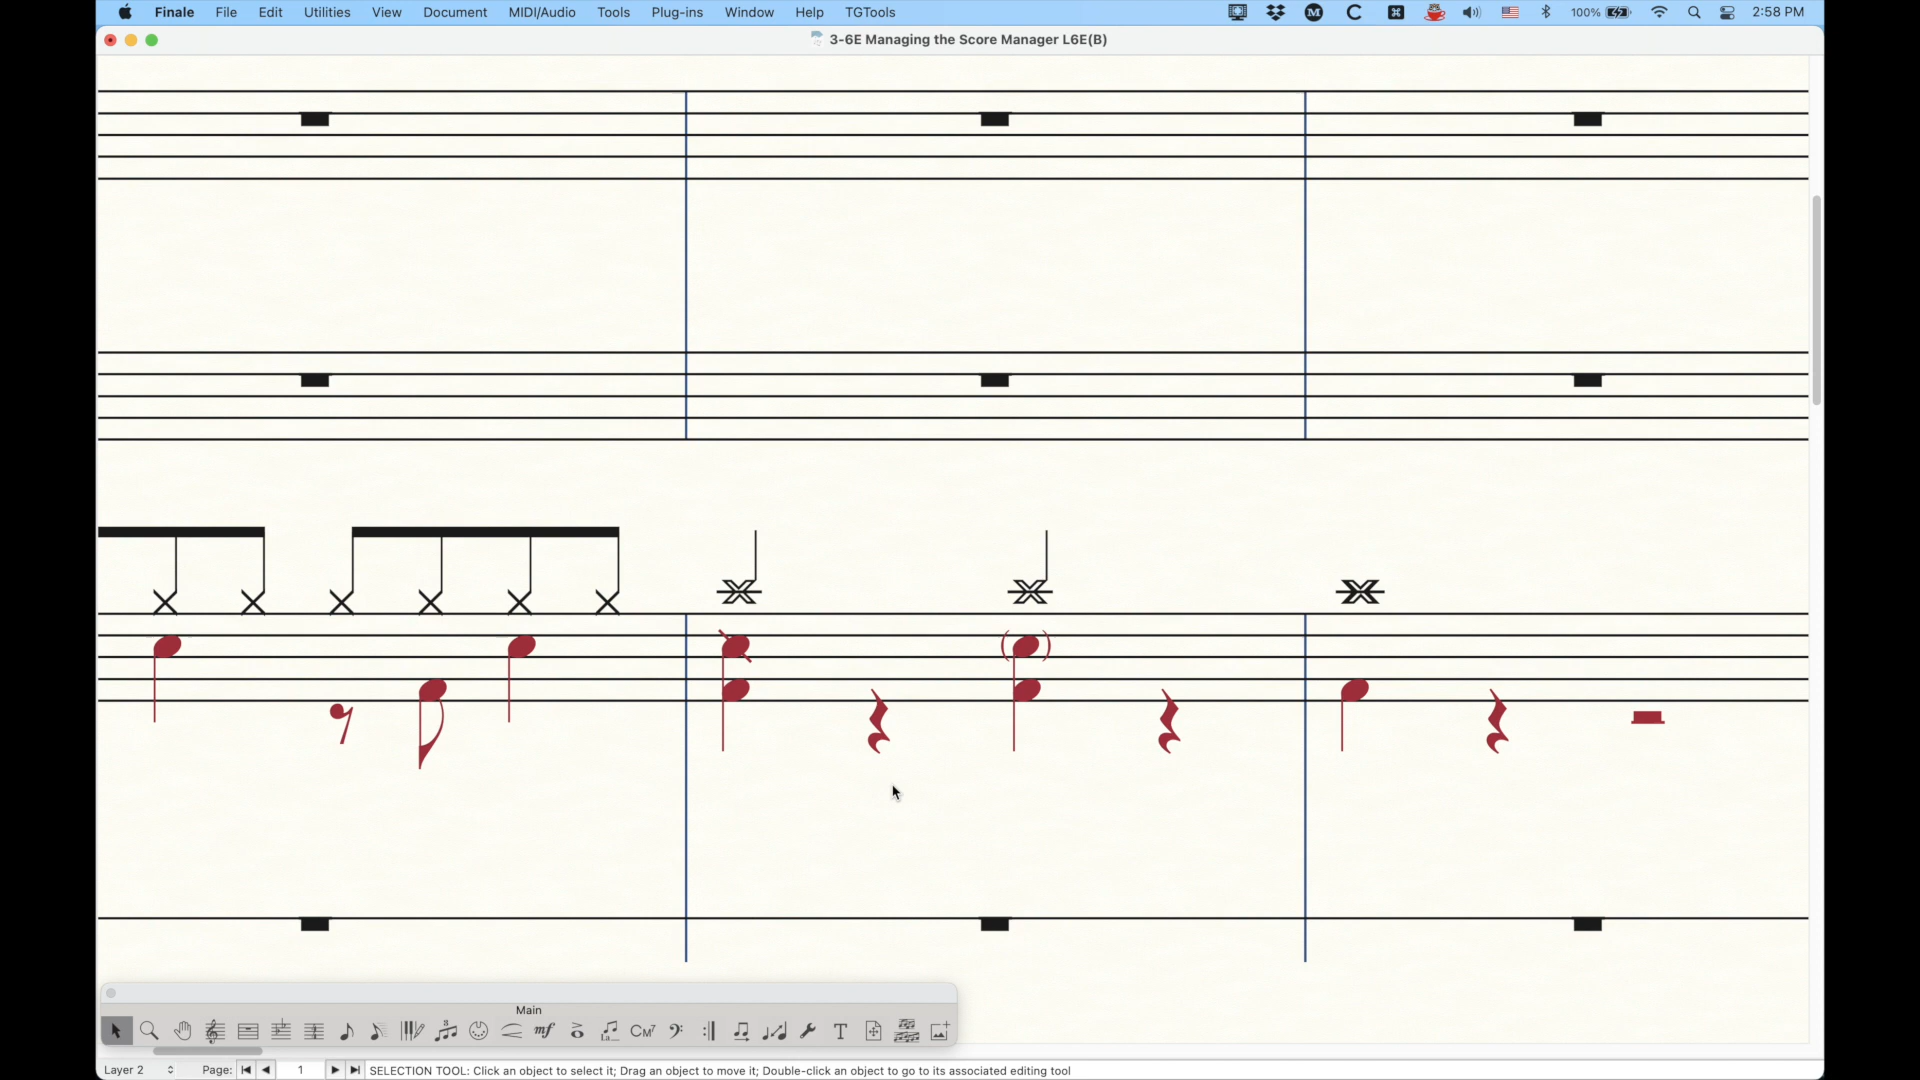 Finale File Edit Utilities View Document MIDI/Audio Tools Plug-ins Window Help TGTools 100% 2:58 PM
3-6E Managing the Score Manager L6E(B)
Main
mf CM7 T
Layer 2 Page: 1 SELECTION TOOL: Click an object to select it; Drag an object to move it; Double-click an object to go to its associated editing tool